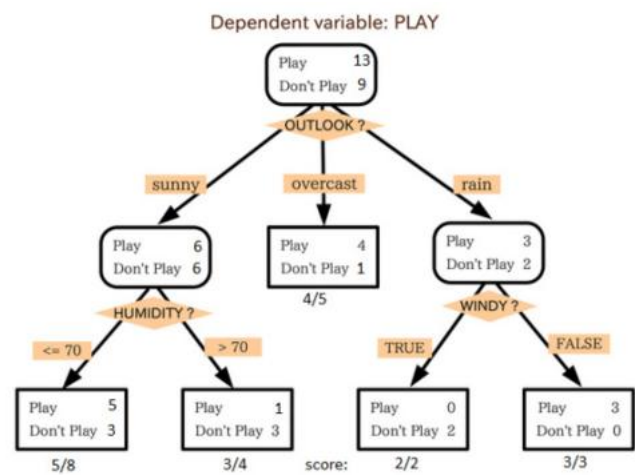 Dependent variable: PLAY
Play 13
Don't Play 9
OUTLOOK ?
sunny
overcast
rain
Play 6
Don't Play 6
Play 4
Don't Play 1
Play 3
Don't Play 2
4/5
HUMIDITY ?
WINDY ?
<= 70
> 70
TRUE
FALSE
Play 5
Don't Play 3
Play 1
Don't Play 3
Play 0
Don't Play 2
Play 3
Don't Play 0
5/8
3/4
score:
2/2
3/3